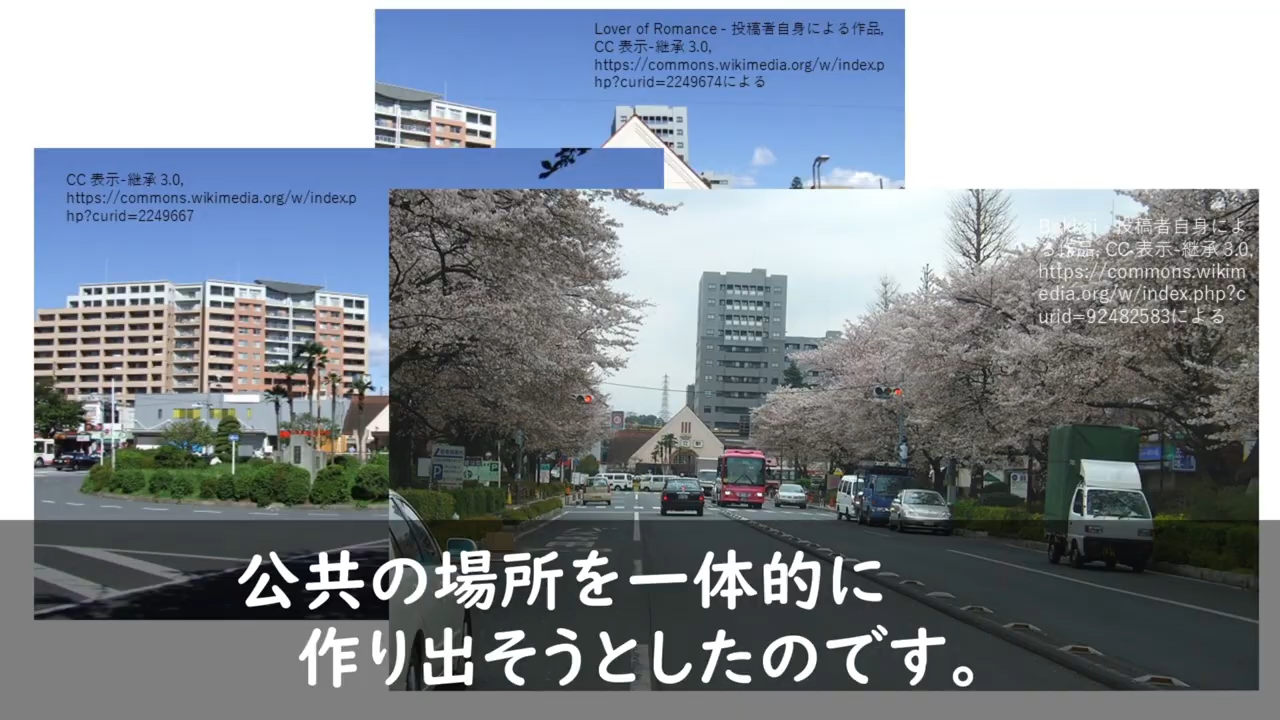 Lover of Romance - 投稿者自身による作品,
CC 表示-継承 3.0,
https://commons.wikimedia.org/w/index.p
hp?curid=2249674による
CC 表示-継承 3.0,
https://commons.wikimedia.org/w/index.p
hp?curid=2249667
Bakkai - 投稿者自身によ
る作品, CC 表示-継承 3.0,
https://commons.wikim
edia.org/w/index.php?c
urid=92482583による
P
公共の場所を一体的に
作り出そうとしたのです。